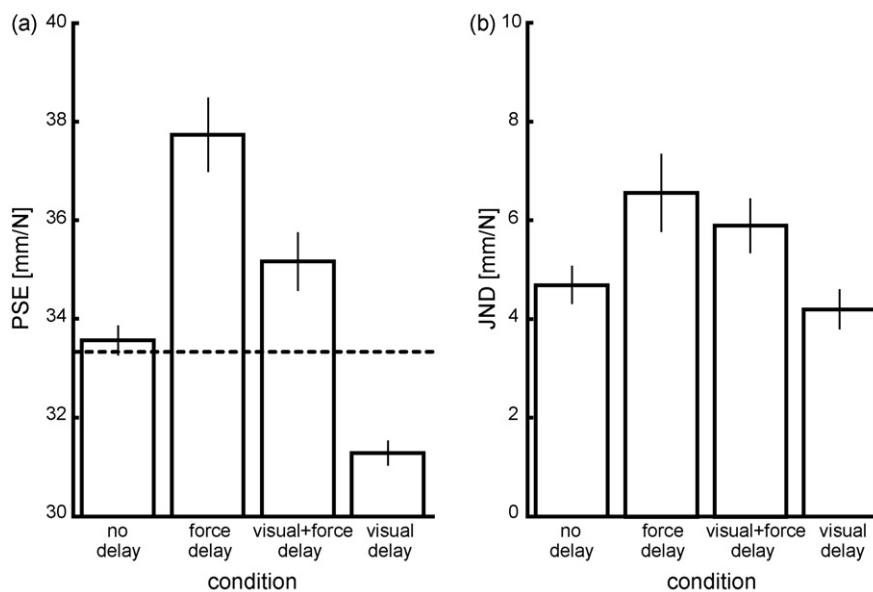 (a)
PSE [mm/N]
40
38
36
34
32
30
no delay
force delay
visual+force delay
visual delay
condition
(b)
JND [mm/N]
10
8
6
4
2
0
no delay
force delay
visual+force delay
visual delay
condition